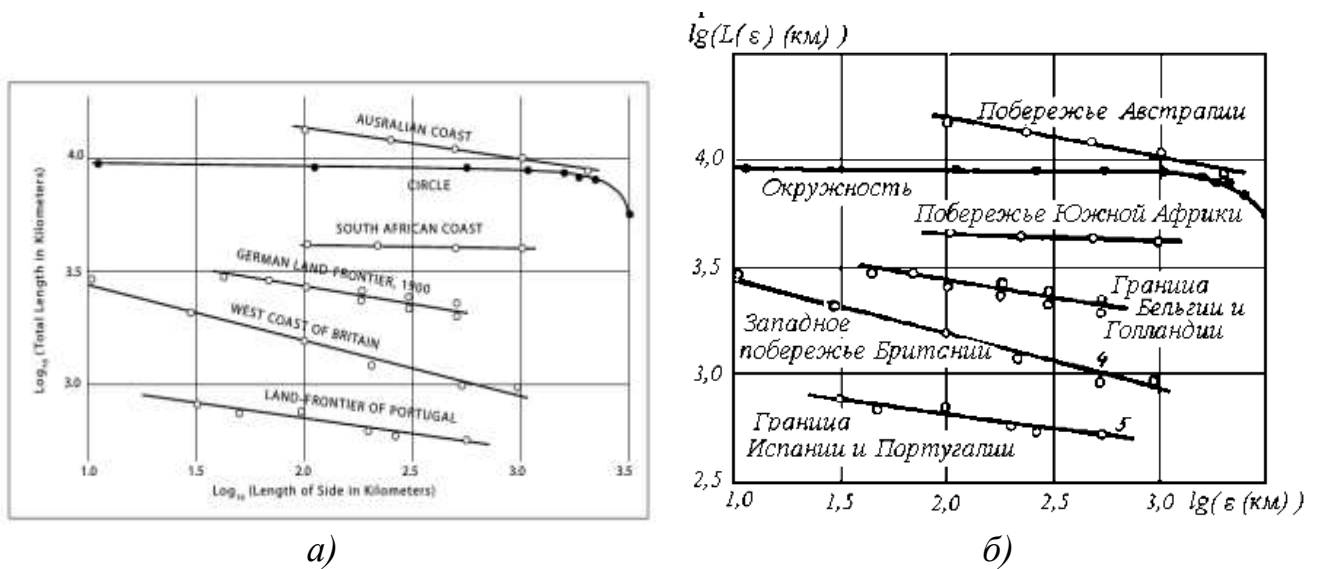 4.0
3.5
3.0
1.0
1.5
2.0
2.5
3.0
3.5
Log₁₀ (Total Length in Kilometers)
Log₁₀ (Length of Side in Kilometers)
AUSRALIAN COAST
CIRCLE
SOUTH AFRICAN COAST
GERMAN LAND-FRONTIER, 1900
WEST COAST OF BRITAIN
LAND-FRONTIER OF PORTUGAL
а)
lg(L(ε) (км) )
4,0
3,5
3,0
2,5
1,0
1,5
2,0
2,5
3,0
lg(ε (км) )
Побережье Австралии
Окружность
Побережье Южной Африки
Граница
Бельгии и
Голландии
Западное
побережье Британии
4
Граница
Испании и Португалии
5
б)